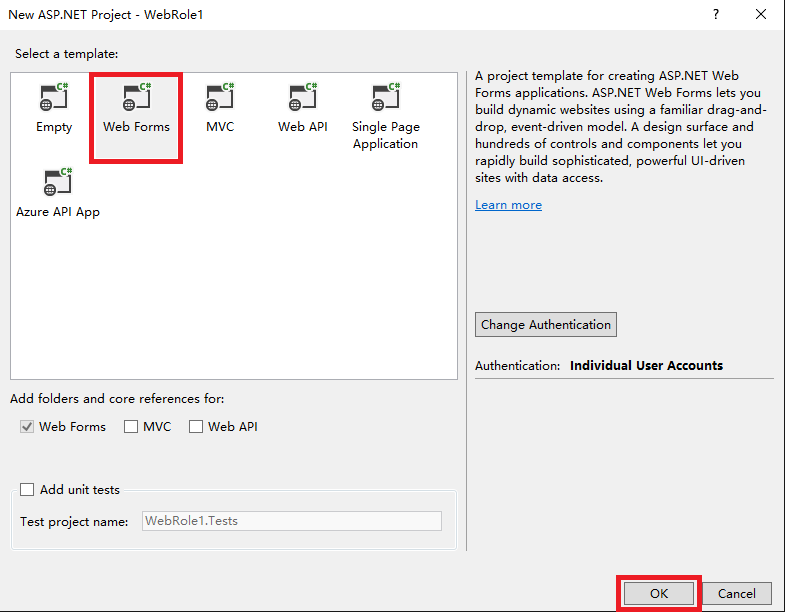 New ASP.NET Project - WebRole1
?
Select a template:
C#
C#
C#
C#
C#
Empty
Web Forms
MVC
Web API
Single Page
Application
C#
Azure API App
A project template for creating ASP.NET Web
Forms applications. ASP.NET Web Forms lets you
build dynamic websites using a familiar drag-and-
drop, event-driven model. A design surface and
hundreds of controls and components let you
rapidly build sophisticated, powerful UI-driven
sites with data access.
Learn more
Change Authentication
Authentication: Individual User Accounts
Add folders and core references for:
Web Forms
MVC
Web API
Add unit tests
Test project name:
WebRole1.Tests
OK
Cancel